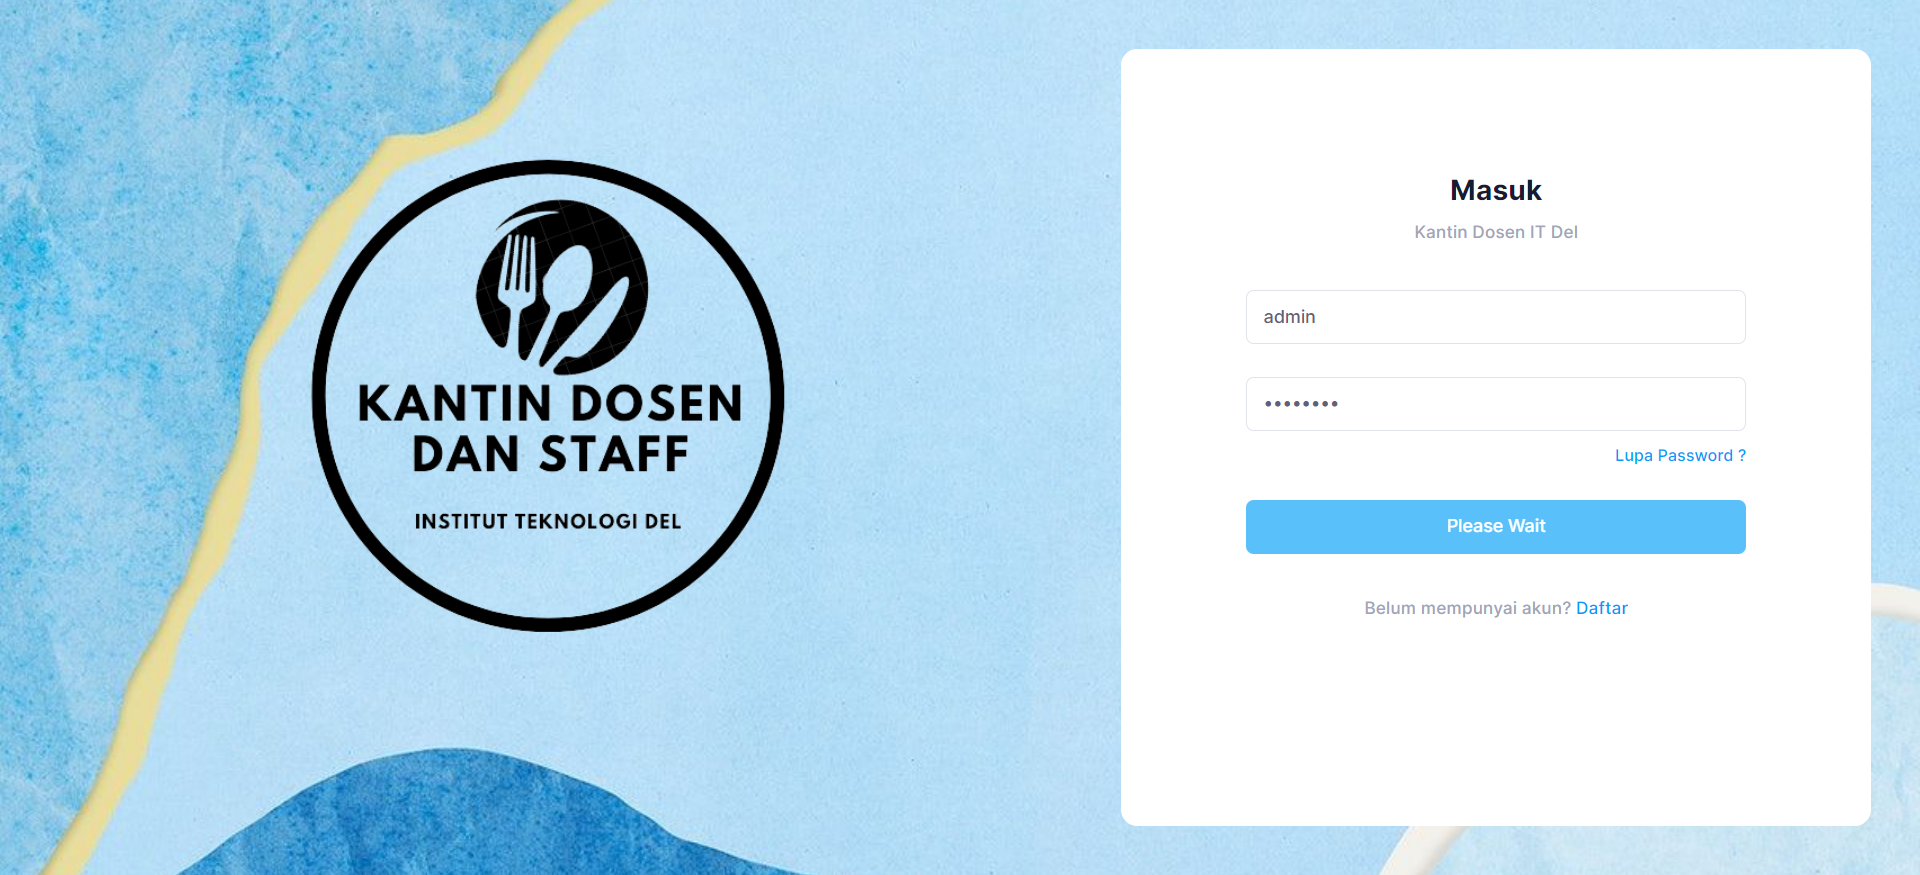 KANTIN DOSEN
DAN STAFF
INSTITUT TEKNOLOGI DEL
Masuk
Kantin Dosen IT Del
admin
••••••••
Lupa Password ?
Please Wait
Belum mempunyai akun? Daftar